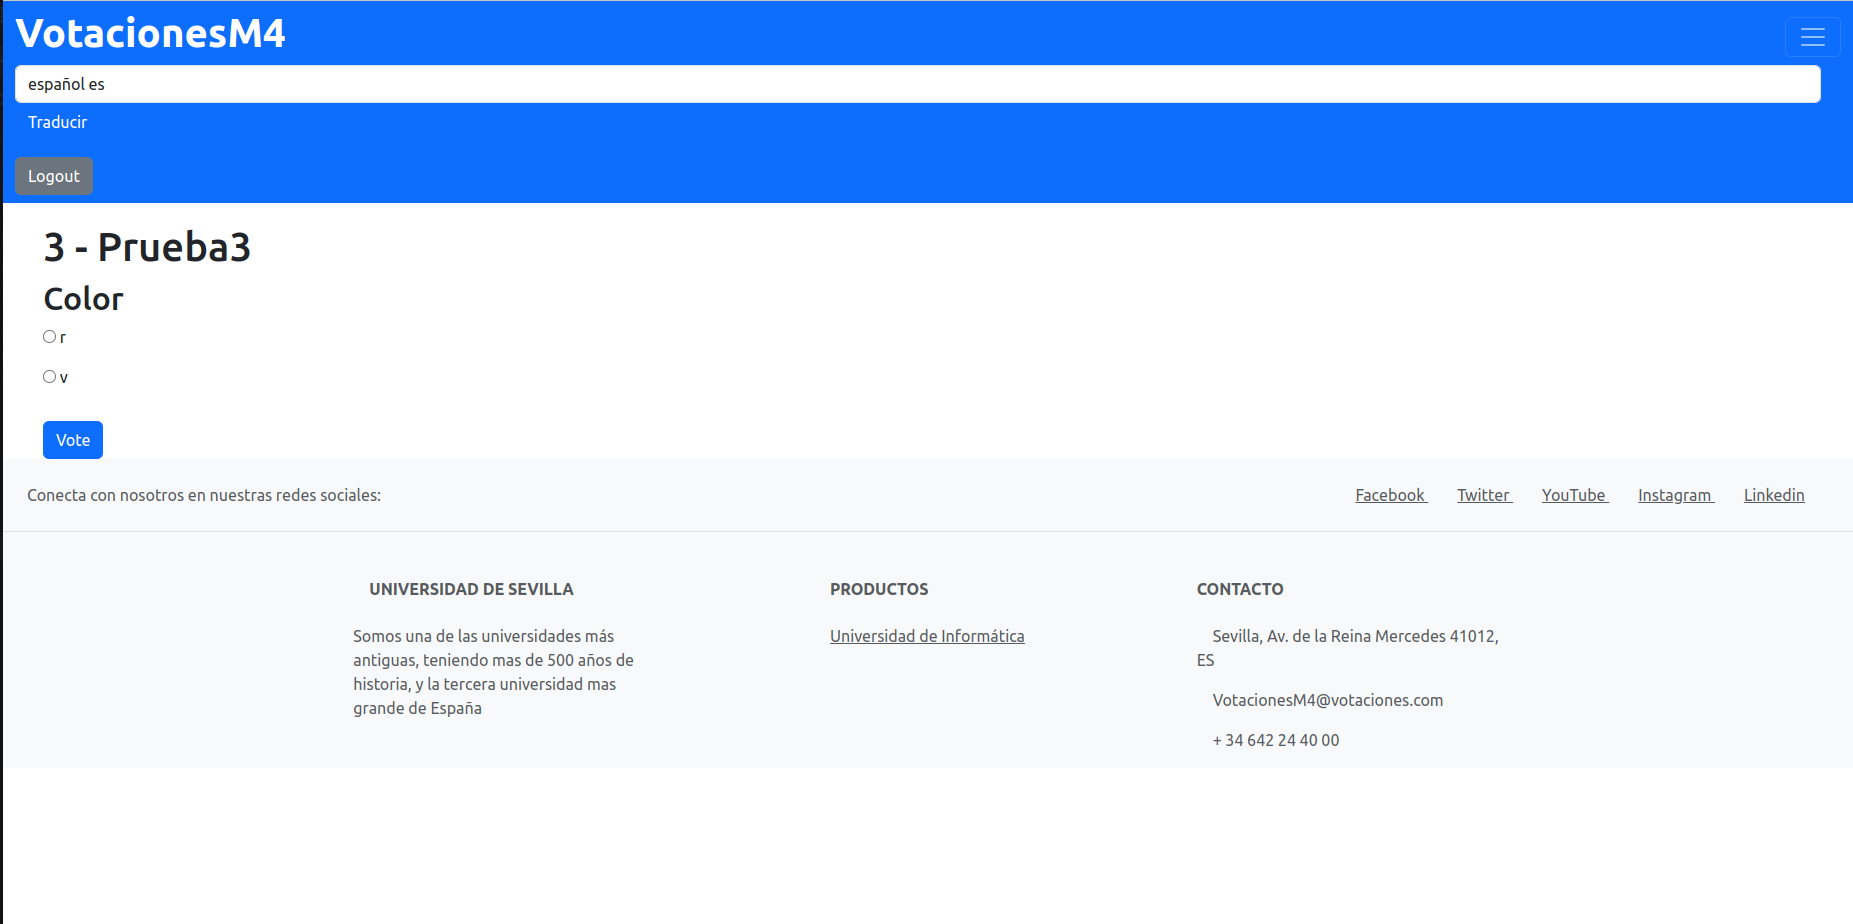 VotacionesM4
español es
Traducir
Logout
3 - Prueba3
Color
r
v
Vote
Conecta con nosotros en nuestras redes sociales:
Facebook Twitter YouTube Instagram Linkedin
UNIVERSIDAD DE SEVILLA
Somos una de las universidades más
antiguas, teniendo mas de 500 años de
historia, y la tercera universidad mas
grande de España
PRODUCTOS
Universidad de Informática
CONTACTO
Sevilla, Av. de la Reina Mercedes 41012,
ES
VotacionesM4@votaciones.com
+ 34 642 24 40 00